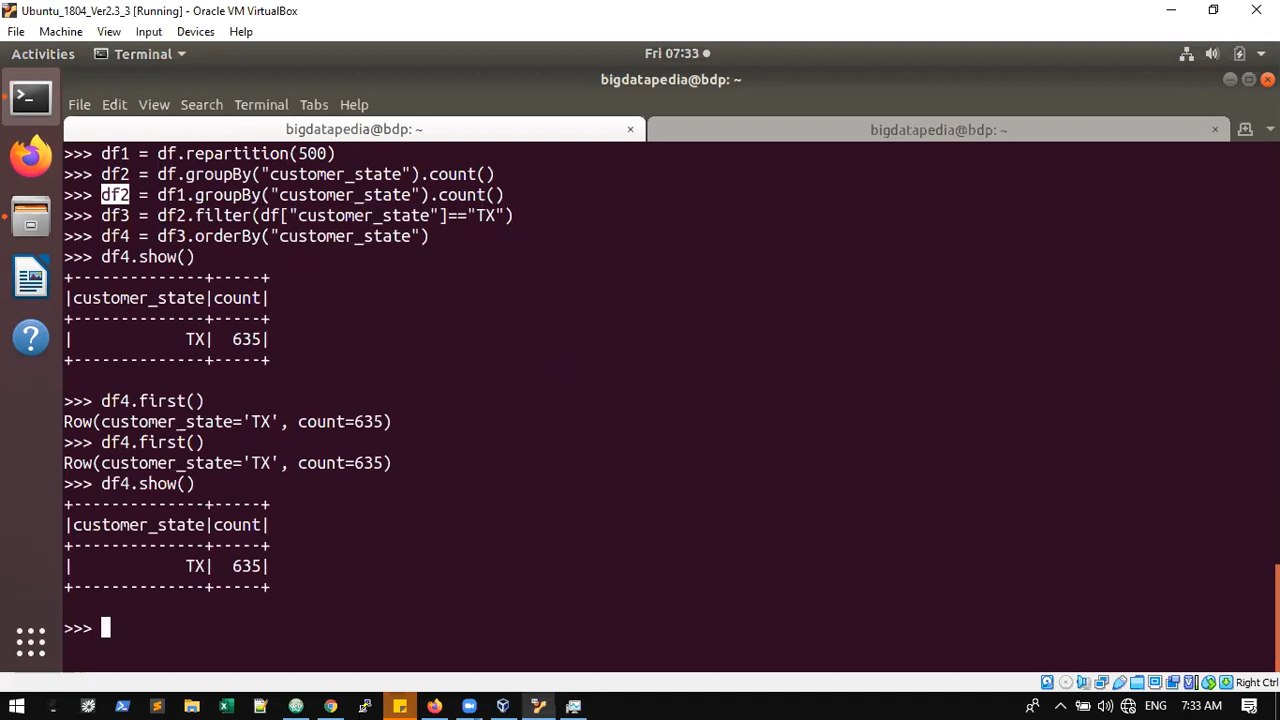 Ubuntu_1804_Ver2.3_3 [Running] - Oracle VM VirtualBox
File Machine View Input Devices Help
Activities Terminal Fri 07:33
bigdatapedia@bdp: ~
File Edit View Search Terminal Tabs Help
bigdatapedia@bdp: ~ × bigdatapedia@bdp: ~ ×
>>> df1 = df.repartition(500)
>>> df2 = df.groupBy("customer_state").count()
>>> df2 = df1.groupBy("customer_state").count()
>>> df3 = df2.filter(df["customer_state"]=="TX")
>>> df4 = df3.orderBy("customer_state")
>>> df4.show()
+--------------+-----+
|customer_state|count|
+--------------+-----+
|            TX|  635|
+--------------+-----+
>>> df4.first()
Row(customer_state='TX', count=635)
>>> df4.first()
Row(customer_state='TX', count=635)
>>> df4.show()
+--------------+-----+
|customer_state|count|
+--------------+-----+
|            TX|  635|
+--------------+-----+
>>>
Right Ctrl
ENG 7:33 AM